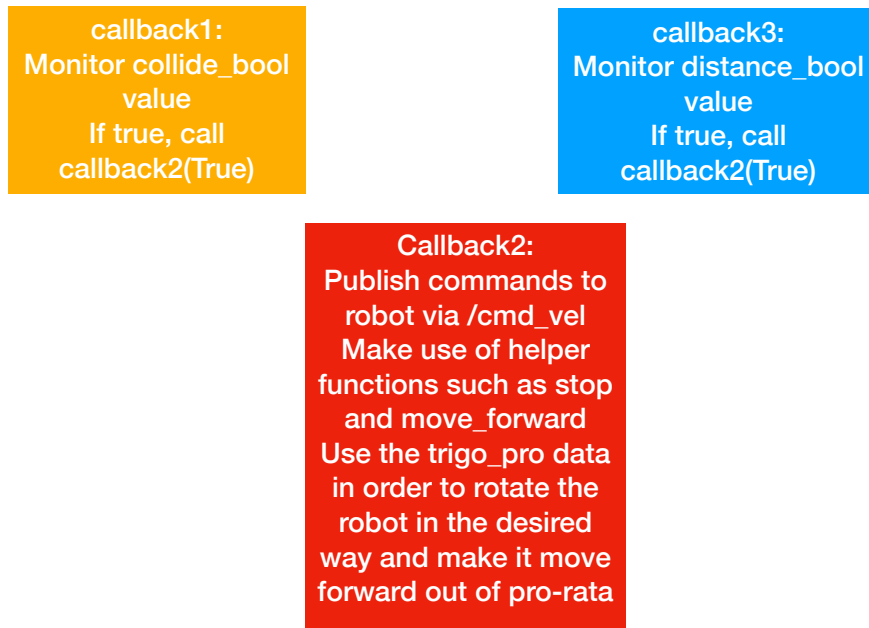 callback1:
Monitor collide_bool
value
If true, call
callback2(True)
callback3:
Monitor distance_bool
value
If true, call
callback2(True)
Callback2:
Publish commands to
robot via /cmd_vel
Make use of helper
functions such as stop
and move_forward
Use the trigo_pro data
in order to rotate the
robot in the desired
way and make it move
forward out of pro-rata